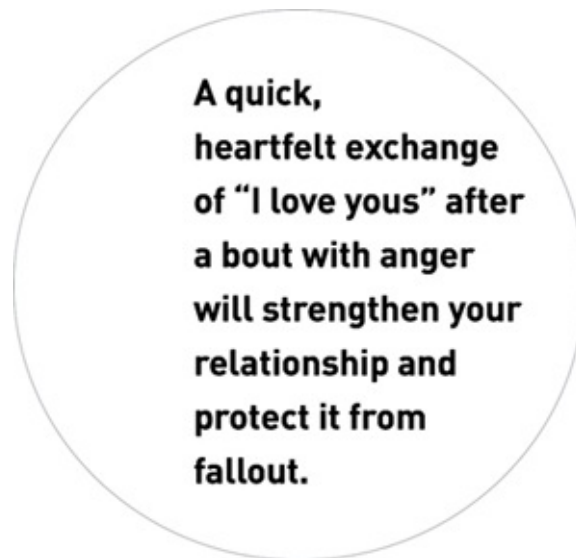 A quick,
heartfelt exchange
of “I love yous” after
a bout with anger
will strengthen your
relationship and
protect it from
fallout.